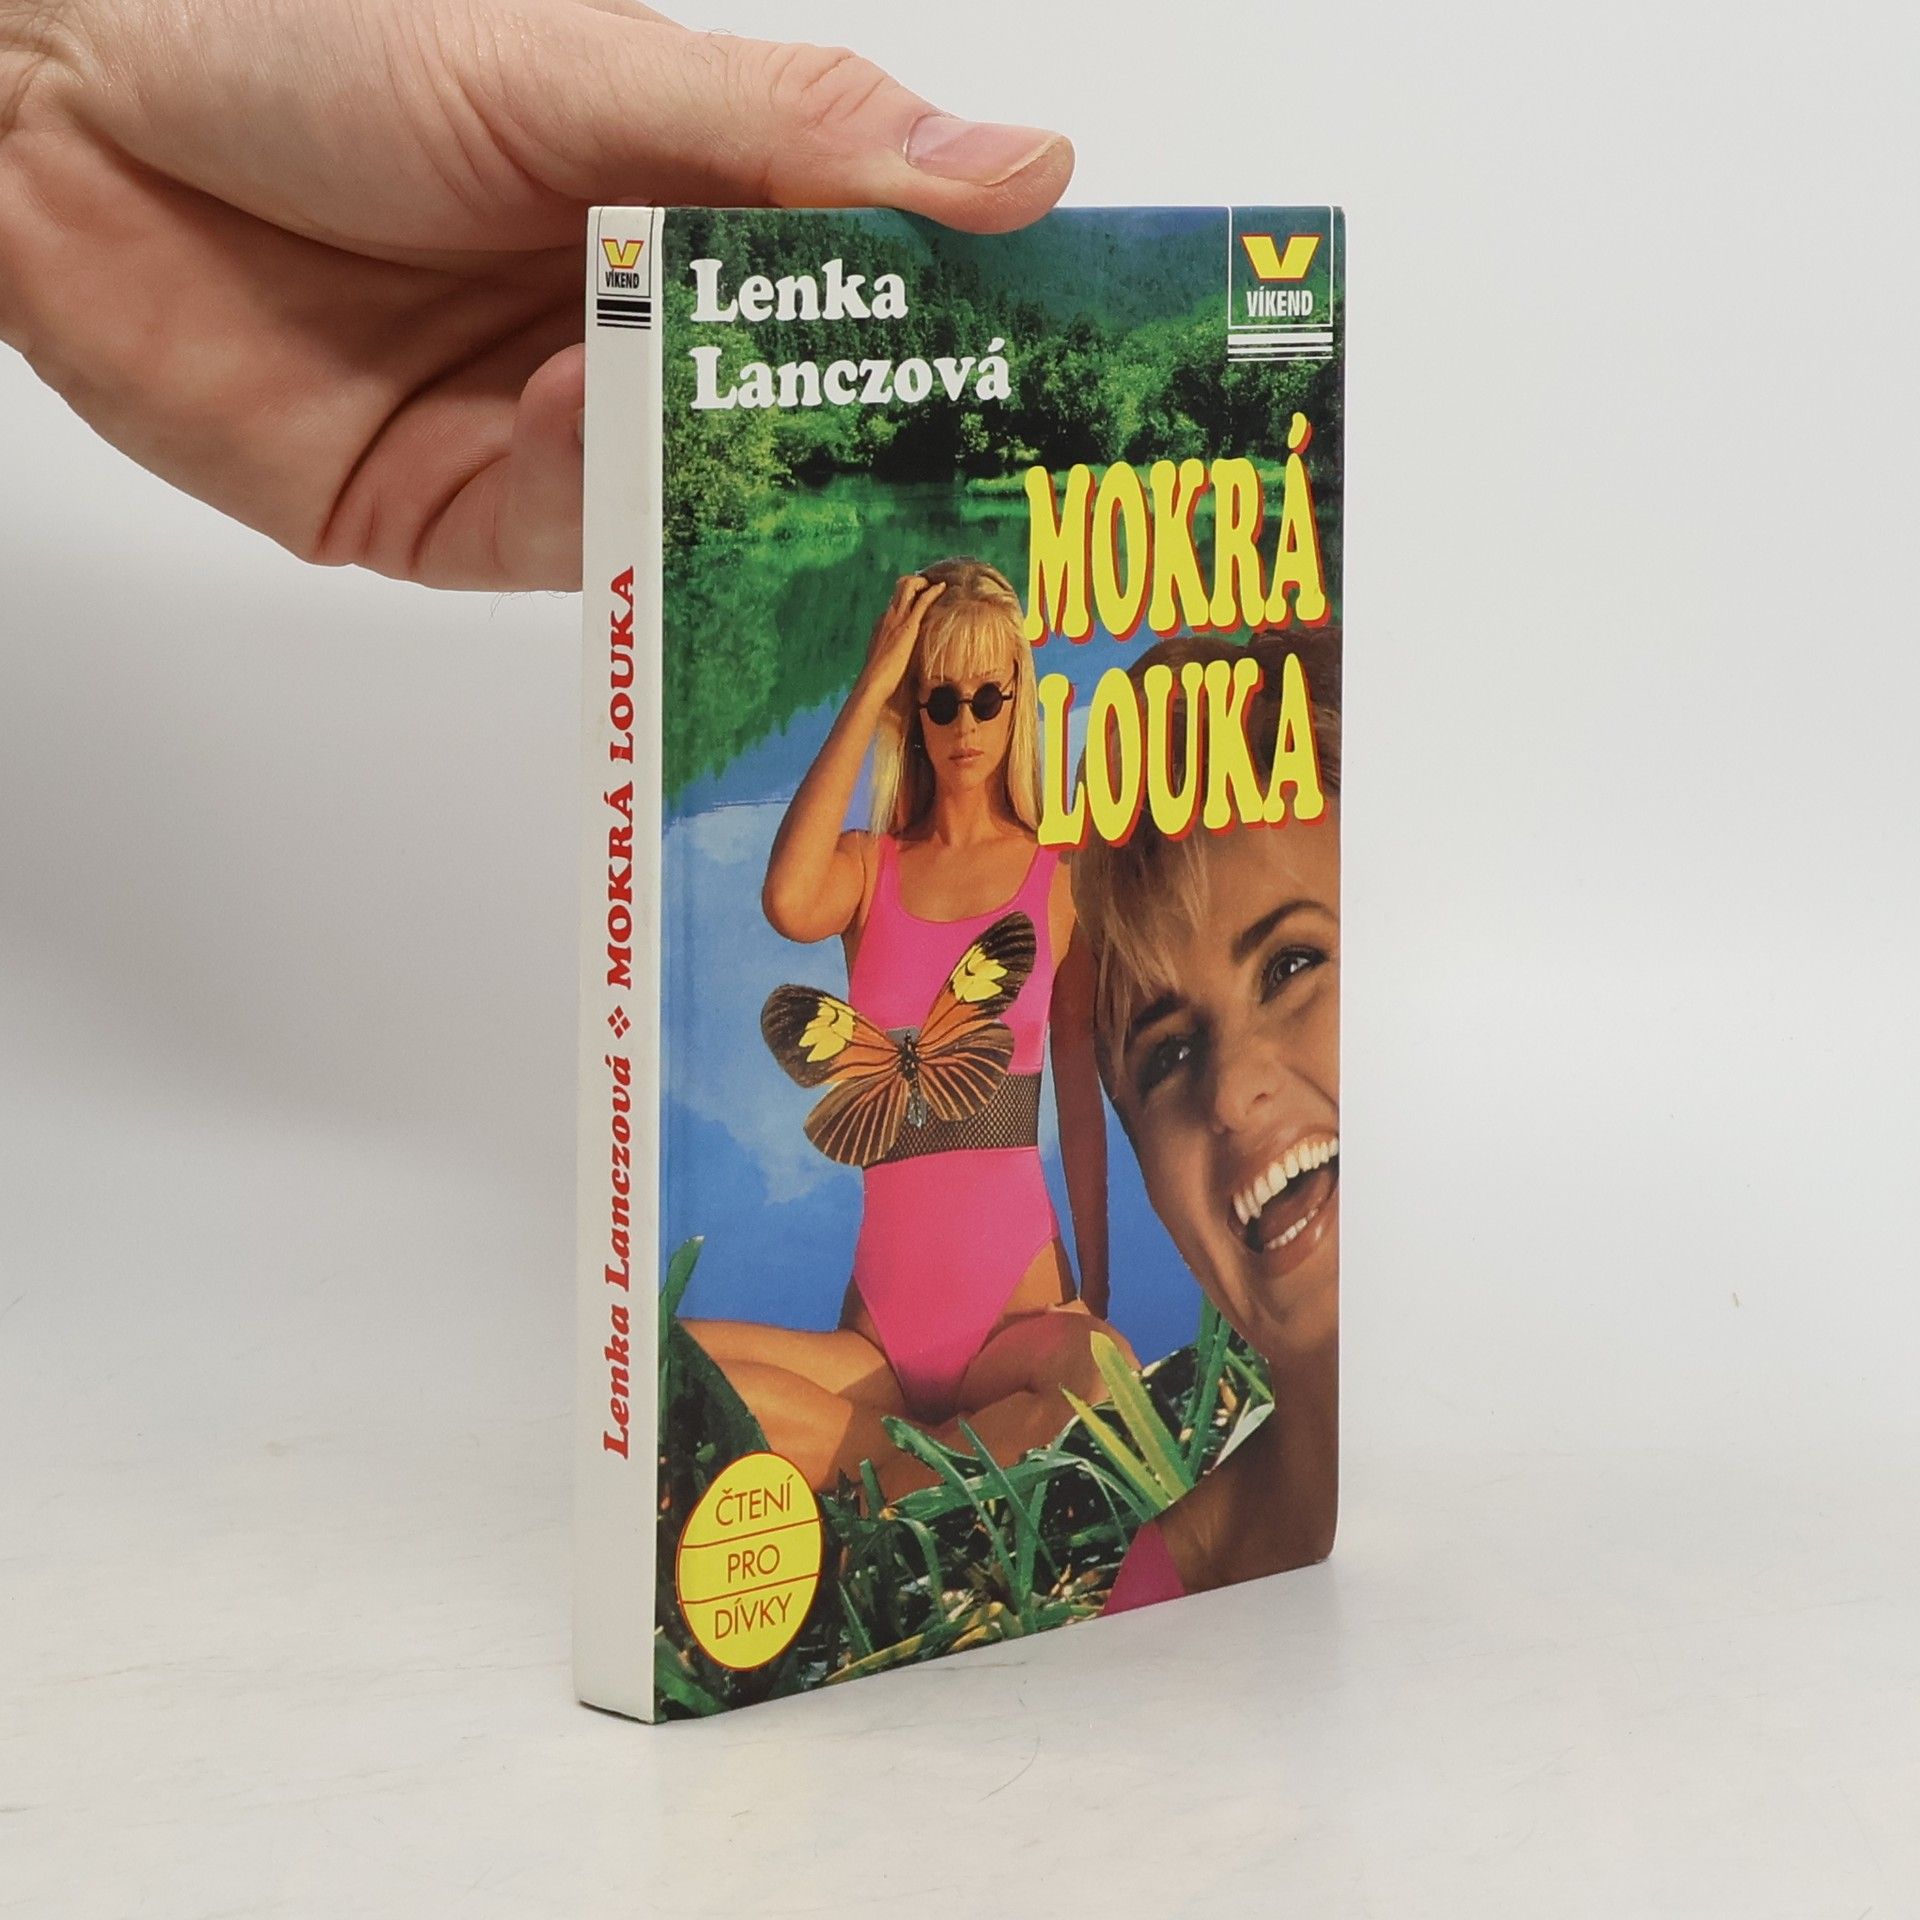 VÍKEND
Lenka Lanczová ❖ MOKRÁ LOUKA
Lenka
Lanczová
V
VÍKEND
MOKRÁ
LOUKA
ČTENÍ
PRO
DÍVKY